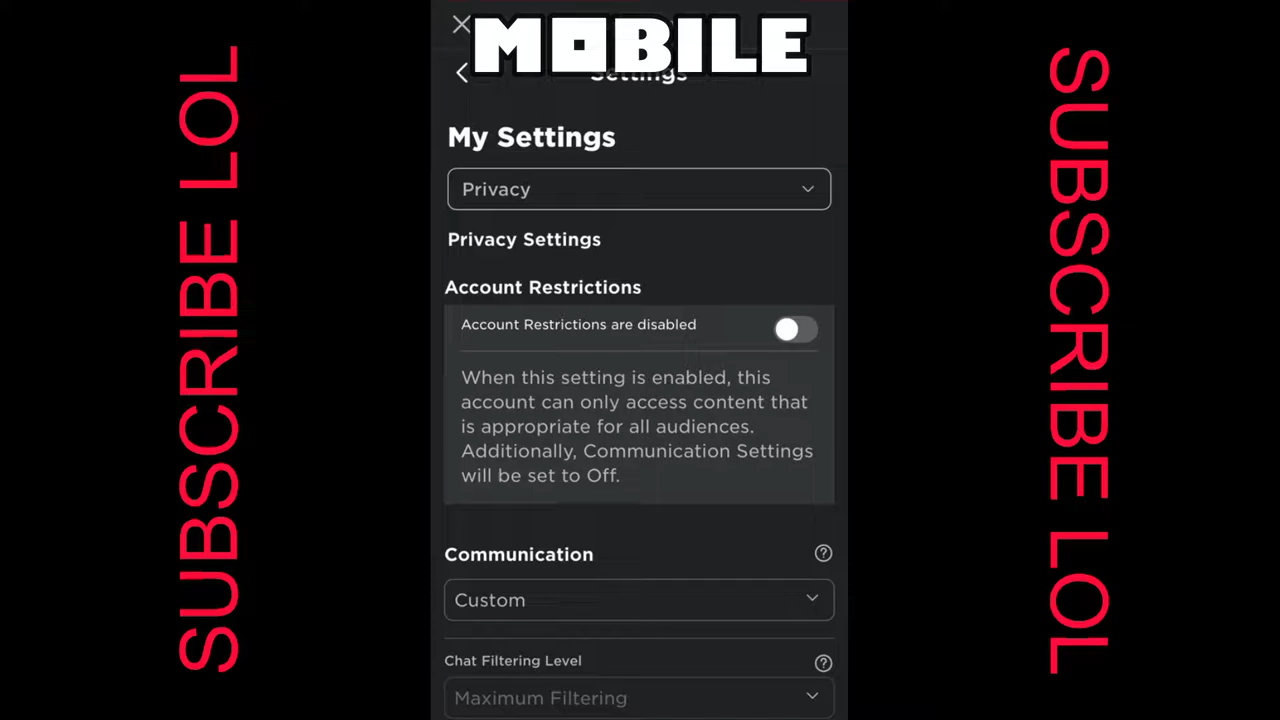 MOBILE
Settings
My Settings
Privacy
Privacy Settings
Account Restrictions
Account Restrictions are disabled
When this setting is enabled, this
account can only access content that
is appropriate for all audiences.
Additionally, Communication Settings
will be set to Off.
Communication
Custom
Chat Filtering Level
Maximum Filtering
SUBSCRIBE LOL
SUBSCRIBE LOL